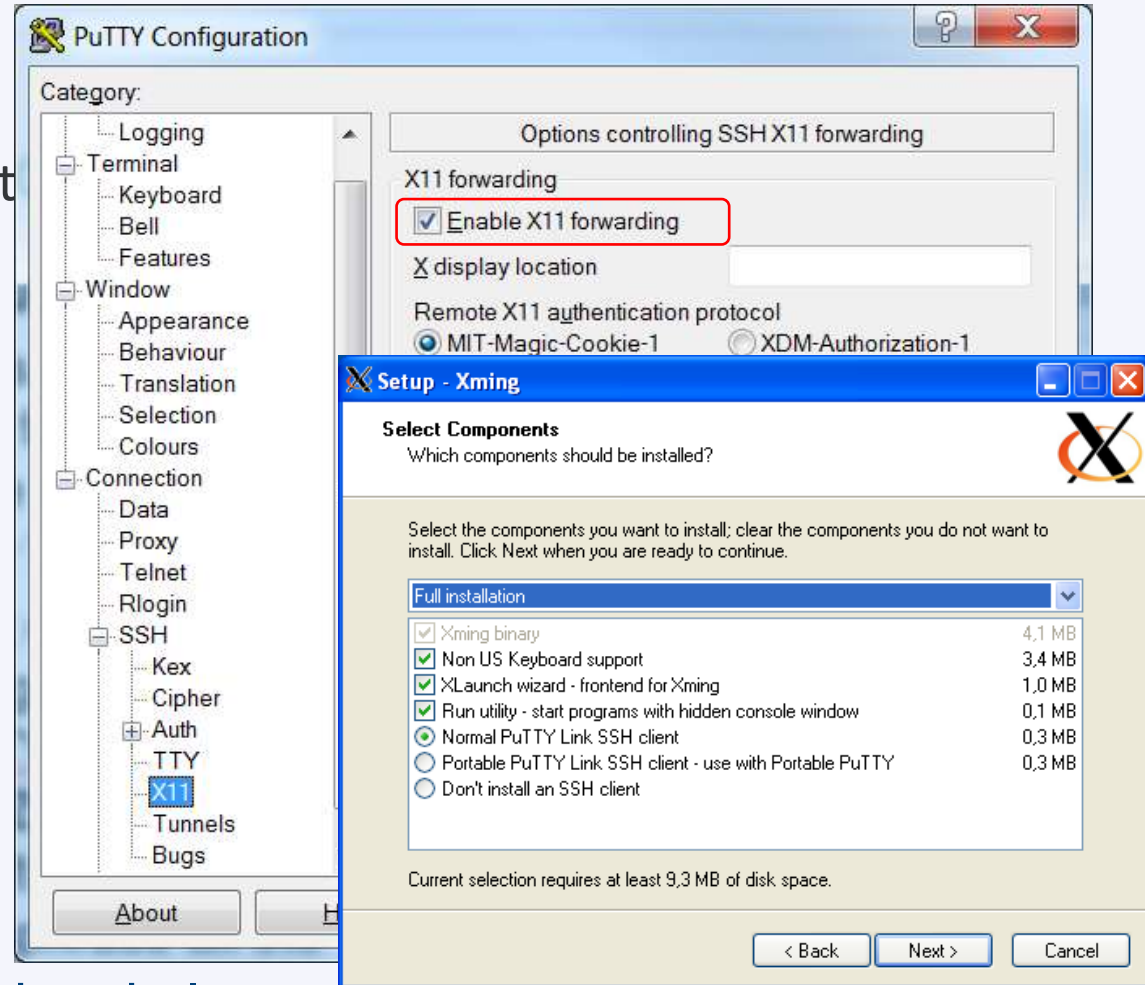 PuTTY Configuration
Category:
Logging
Terminal
Keyboard
Bell
Features
Window
Appearance
Behaviour
Translation
Selection
Colours
Connection
Data
Proxy
Telnet
Rlogin
SSH
Kex
Cipher
Auth
TTY
X11
Tunnels
Bugs
About
Options controlling SSH X11 forwarding
X11 forwarding
Enable X11 forwarding
X display location
Remote X11 authentication protocol
MIT-Magic-Cookie-1 XDM-Authorization-1
Setup - Xming
Select Components
Which components should be installed?
Select the components you want to install; clear the components you do not want to
install. Click Next when you are ready to continue.
Full installation
Xming binary 4,1 MB
Non US Keyboard support 3,4 MB
XLaunch wizard - frontend for Xming 1,0 MB
Run utility - start programs with hidden console window 0,1 MB
Normal PuTTY Link SSH client 0,3 MB
Portable PuTTY Link SSH client - use with Portable PuTTY 0,3 MB
Don't install an SSH client
Current selection requires at least 9,3 MB of disk space.
< Back Next > Cancel